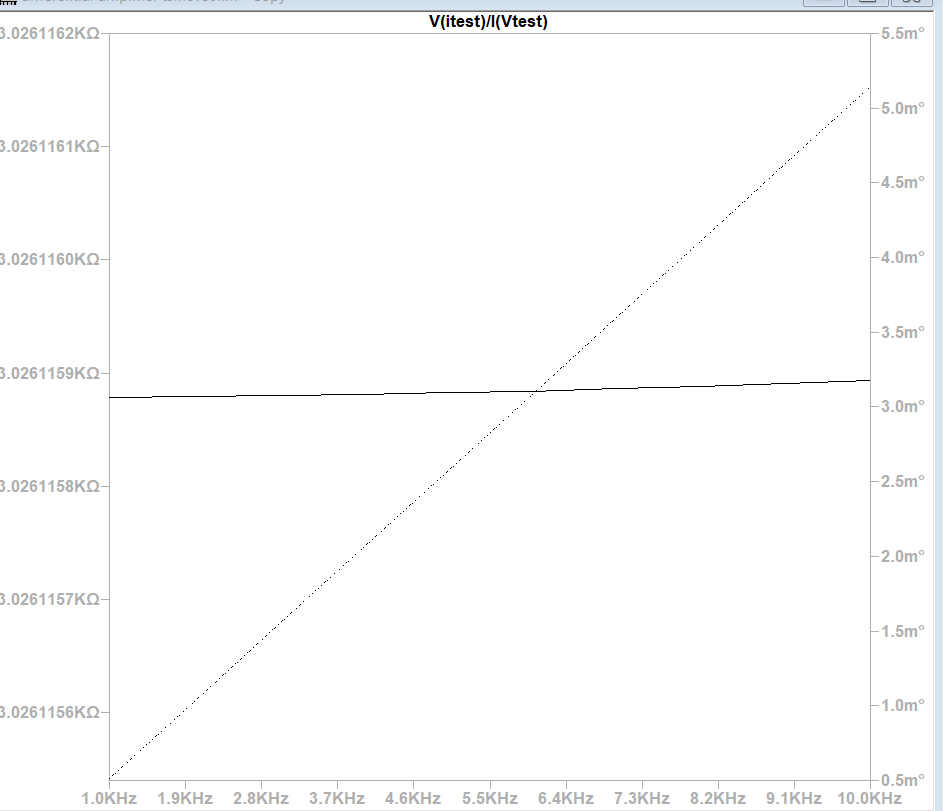 V(itest)/I(Vtest)
3.0261162KΩ
3.0261161KΩ
3.0261160KΩ
3.0261159KΩ
3.0261158KΩ
3.0261157KΩ
3.0261156KΩ
5.5m°
5.0m°
4.5m°
4.0m°
3.5m°
3.0m°
2.5m°
2.0m°
1.5m°
1.0m°
0.5m°
1.0KHz 1.9KHz 2.8KHz 3.7KHz 4.6KHz 5.5KHz 6.4KHz 7.3KHz 8.2KHz 9.1KHz 10.0KHz